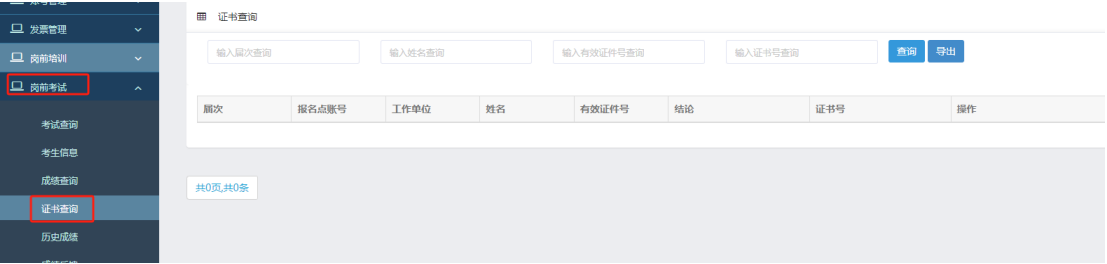 发票管理
岗前培训
岗前考试
考试查询
考生信息
成绩查询
证书查询
历史成绩
证书查询
输入届次查询 输入姓名查询 输入有效证件号查询 输入证书号查询 查询 导出
届次 报名点账号 工作单位 姓名 有效证件号 结论 证书号 操作
共0页,共0条